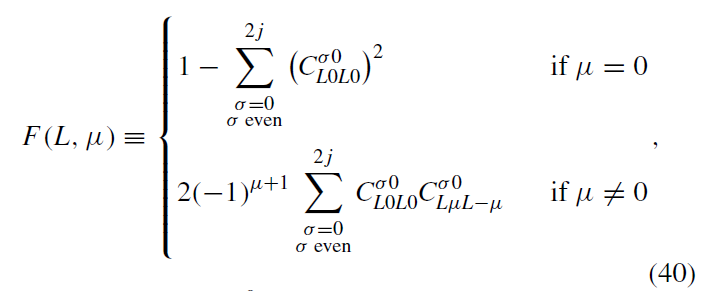 F(L, μ) ≡ { 1 − ∑_{σ=0, σ even}^{2j} (C^{σ0}_{L0L0})^2 if μ = 0
2(−1)^{μ+1} ∑_{σ=0, σ even}^{2j} C^{σ0}_{L0L0} C^{σ0}_{LμL−μ} if μ ≠ 0 ,
(40)